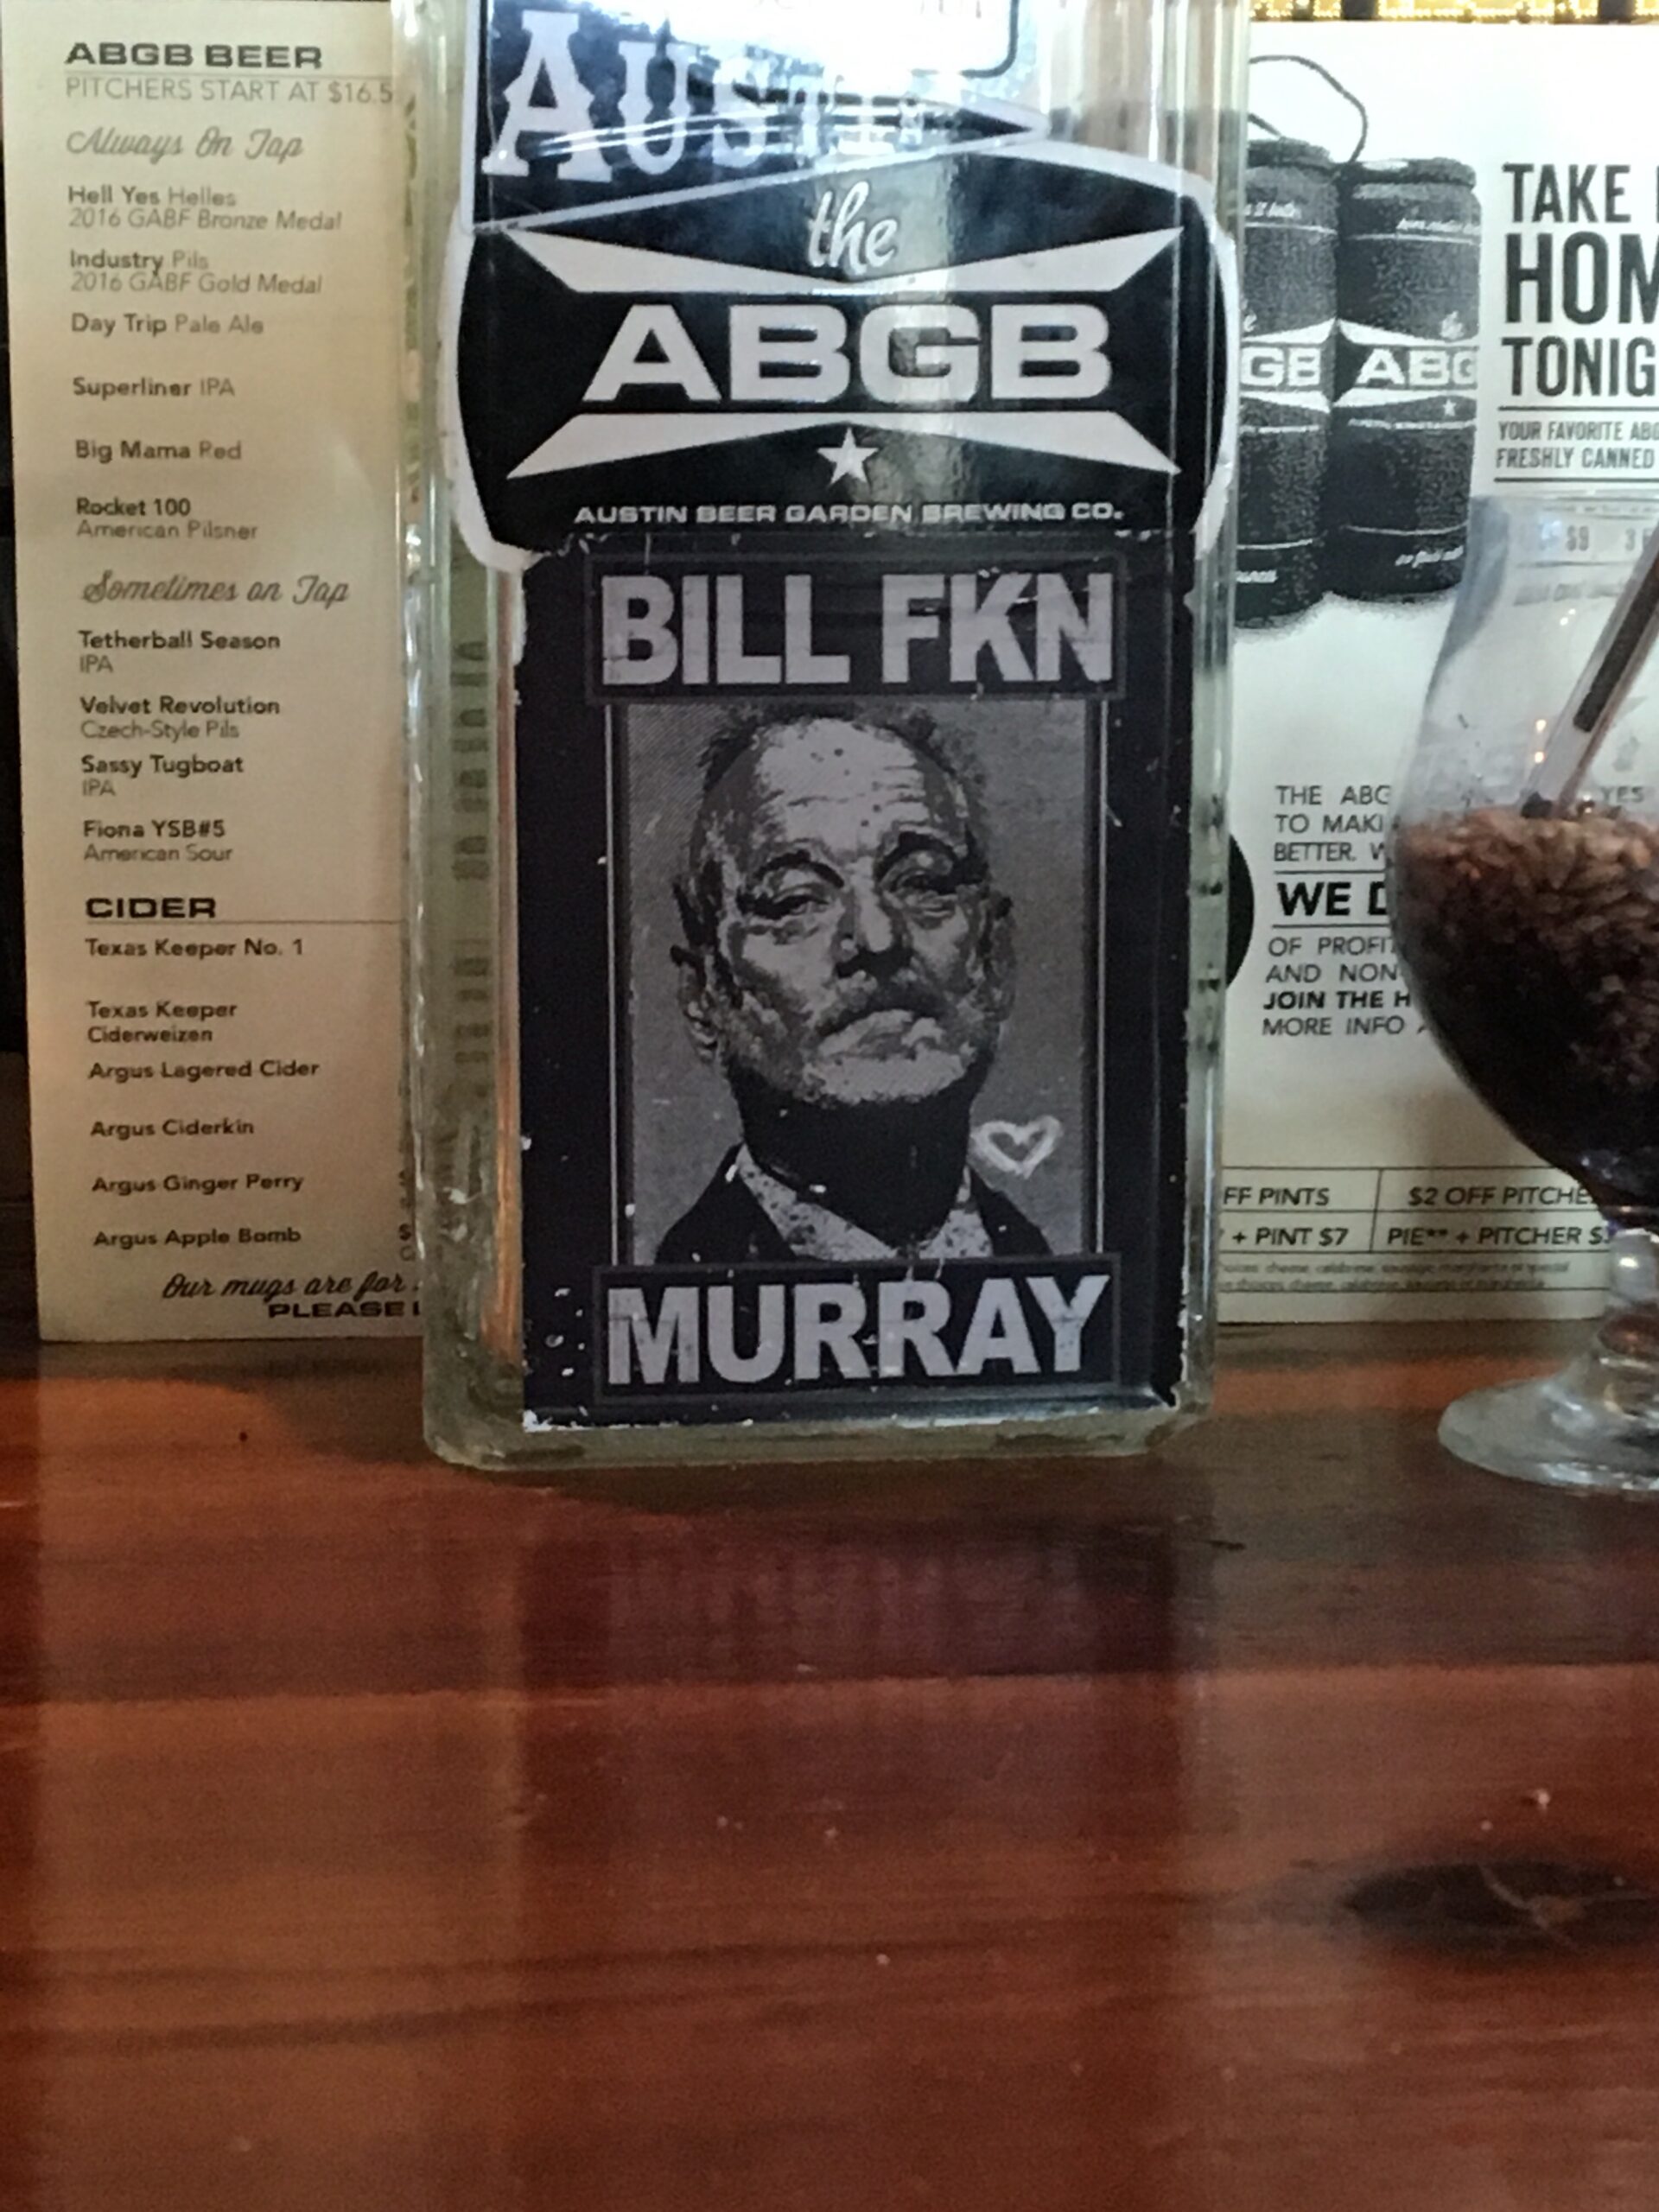 ABGB BEER
PITCHERS START AT $16.5
Always On Tap
Hell Yes Helles
2016 GABF Bronze Medal
Industry Pils
2016 GABF Gold Medal
Day Trip Pale Ale
Superliner IPA
Big Mama Red
Rocket 100
American Pilsner
Sometimes on Tap
Tetherball Season
IPA
Velvet Revolution
Czech-Style Pils
Sassy Tugboat
IPA
Fiona YSB#5
American Sour
CIDER
Texas Keeper No. 1
Texas Keeper
Ciderweizen
Argus Lagered Cider
Argus Ciderkin
Argus Ginger Perry
Argus Apple Bomb
Our mugs are for
PLEASE
AUSTIN
the
ABGB
AUSTIN BEER GARDEN BREWING CO.
BILL FKN
MURRAY
GB
ABG
TAKE
HOM
TONIG
YOUR FAVORITE ABG
FRESHLY CANNED
$9
THE ABG
TO MAKI
BETTER. W
YES
WE D
OF PROFIT
AND NON-
JOIN THE H
MORE INFO
FF PINTS
$2 OFF PITCHE
+ PINT $7
PIE** + PITCHER $